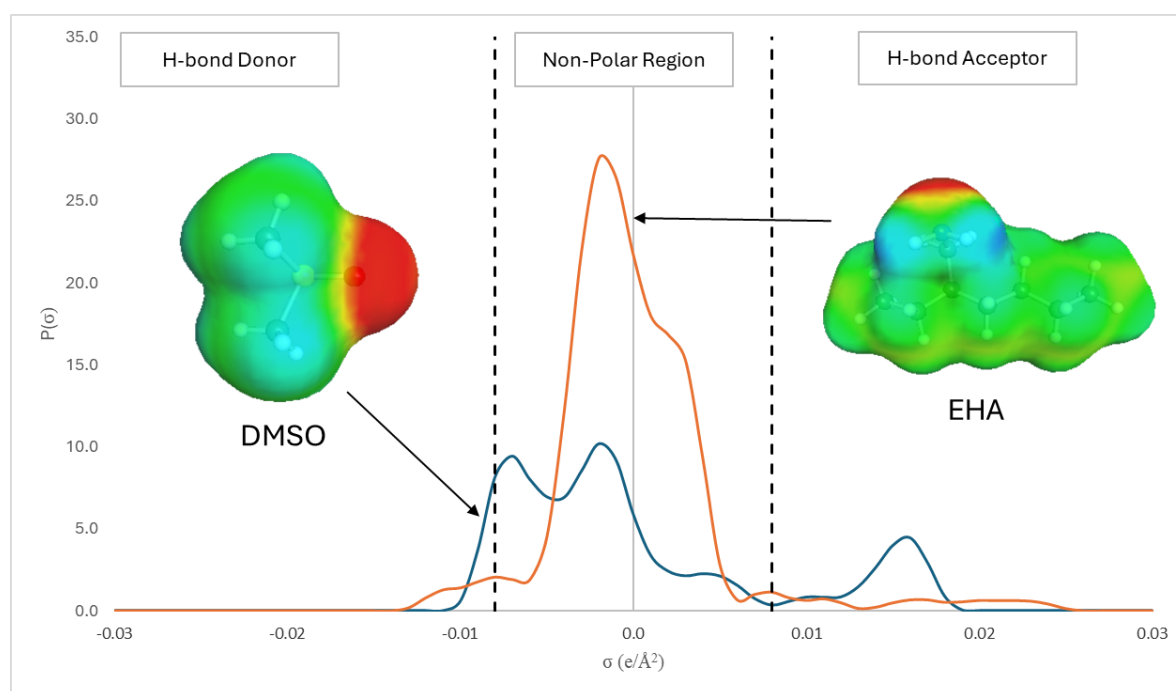 35.0
H-bond Donor
Non-Polar Region
H-bond Acceptor
30.0
25.0
20.0
P(σ)
15.0
DMSO
EHA
10.0
5.0
0.0
-0.03
-0.02
-0.01
0.0
0.01
0.02
0.03
σ (e/Å²)